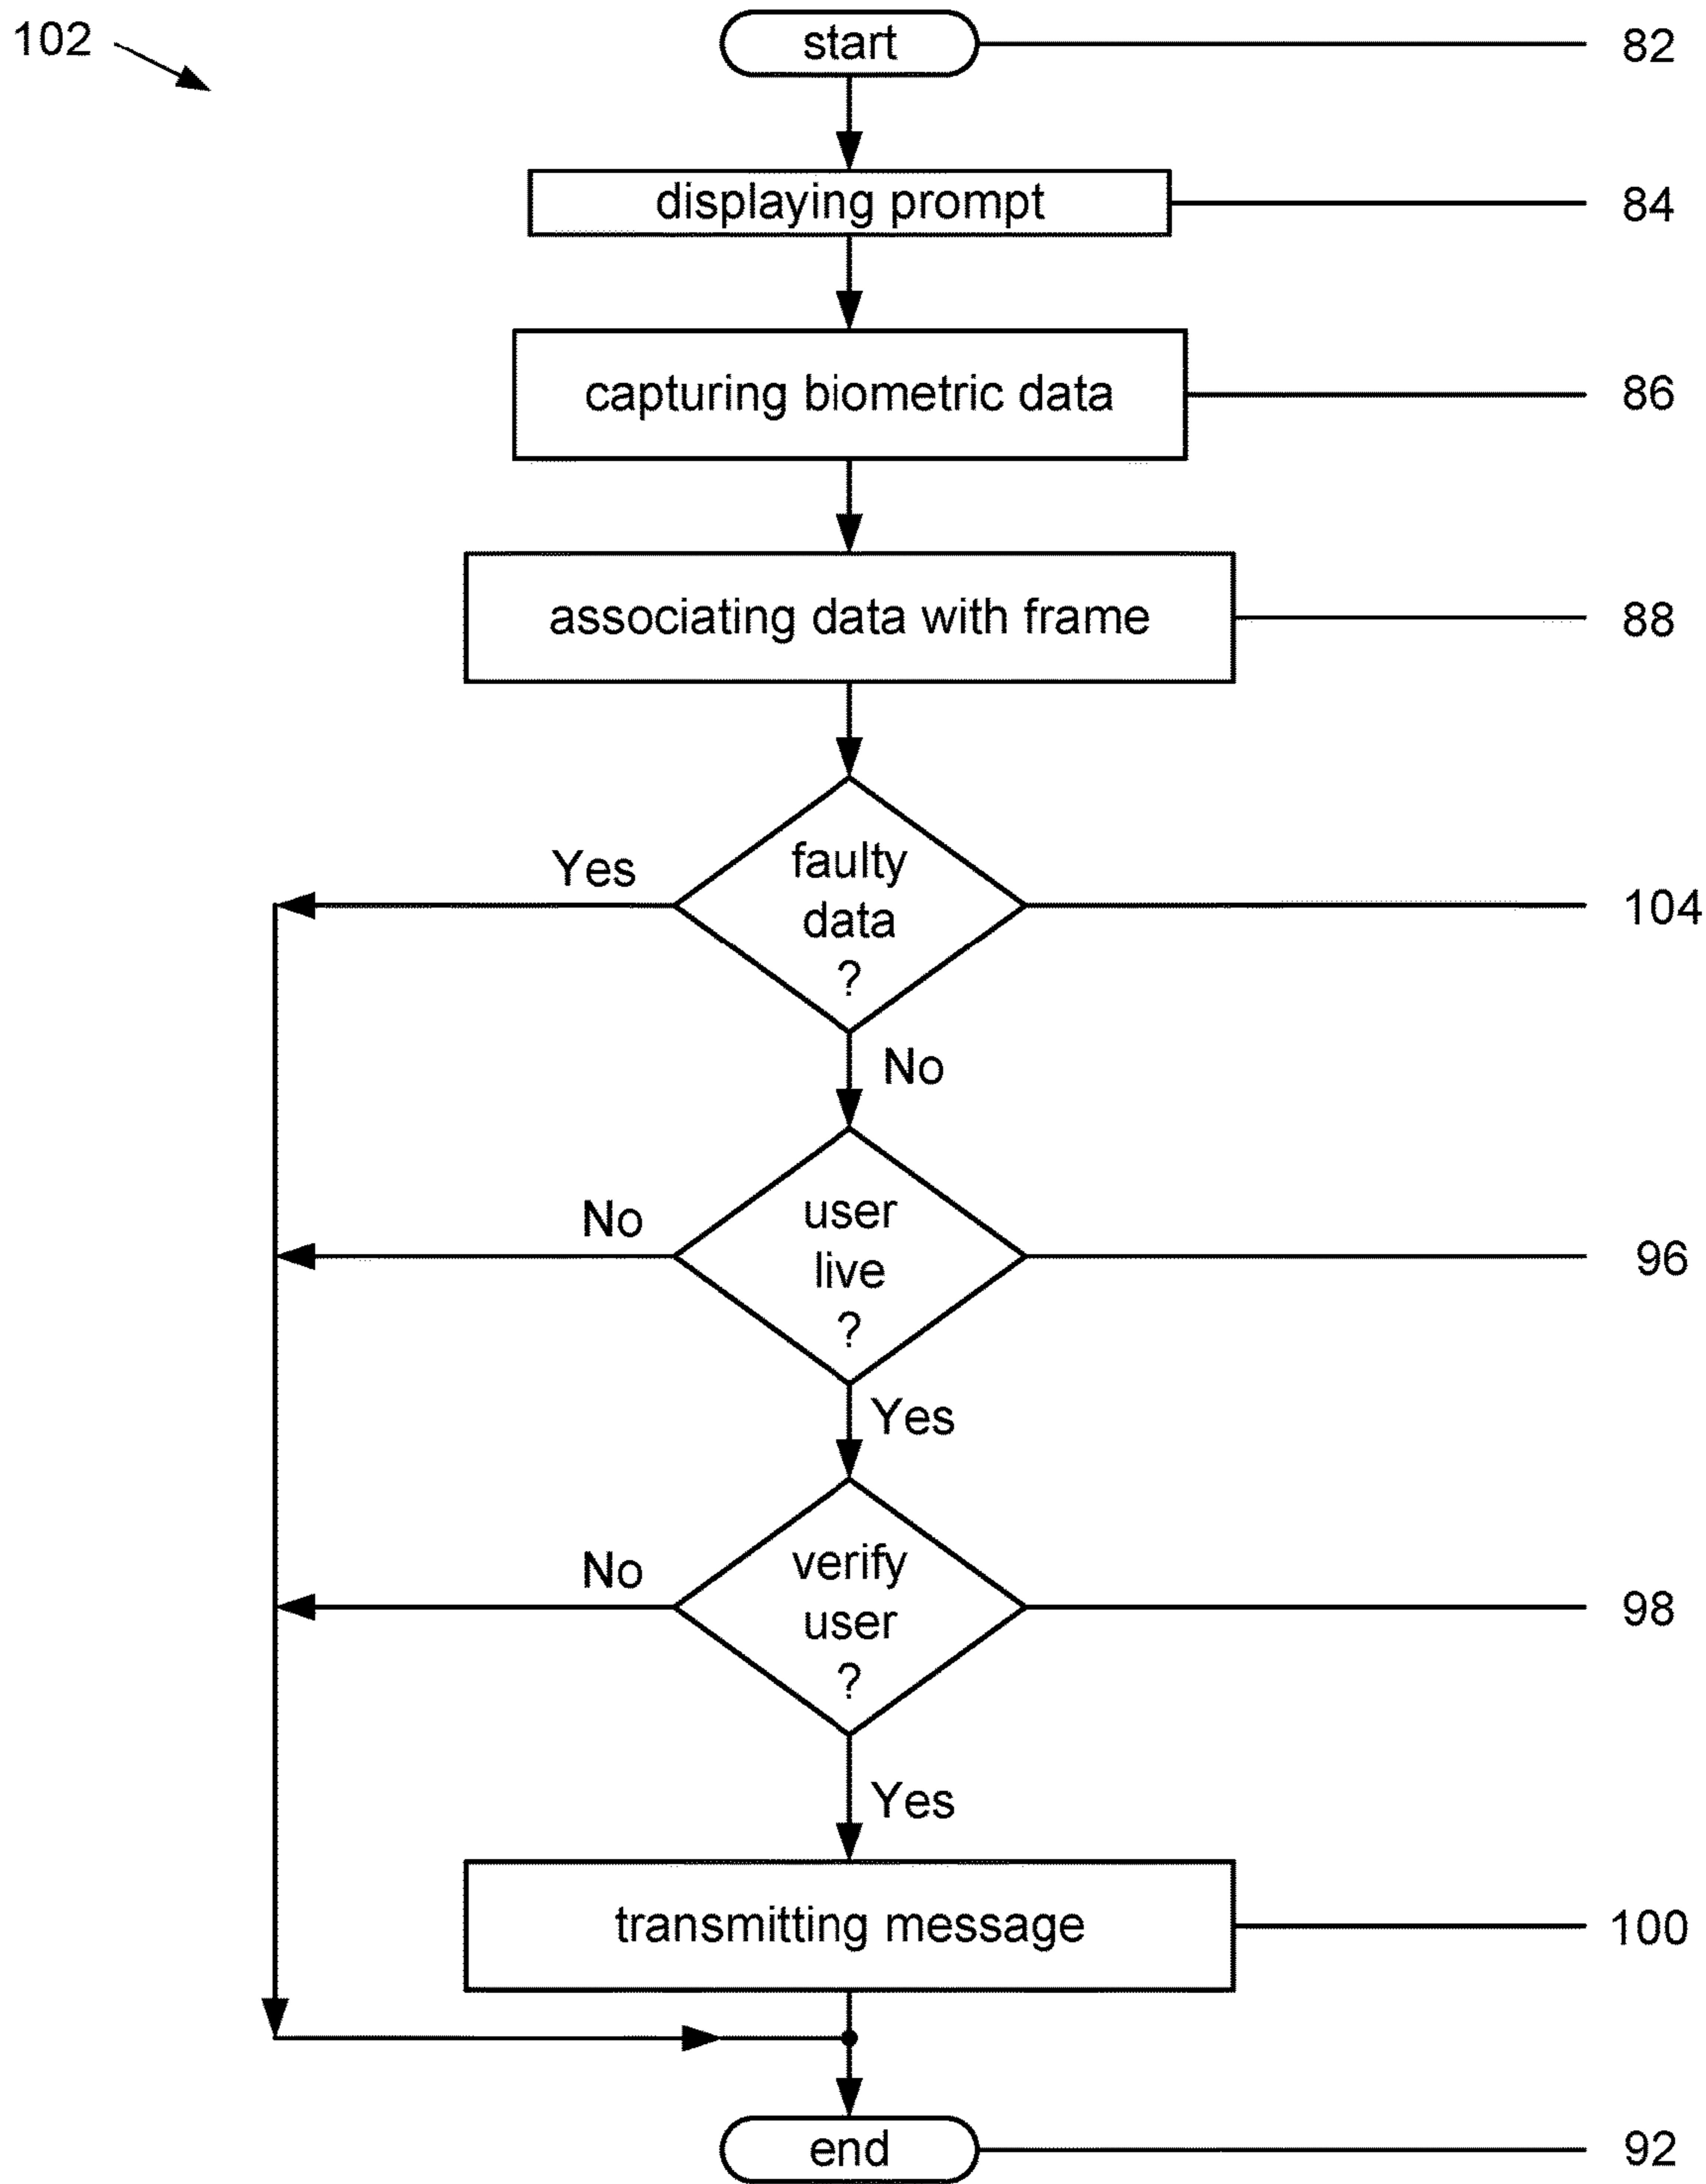 102
start
82
displaying prompt
84
capturing biometric data
86
associating data with frame
88
faulty
data
?
Yes
104
No
user
live
?
No
96
Yes
verify
user
?
No
98
Yes
transmitting message
100
end
92